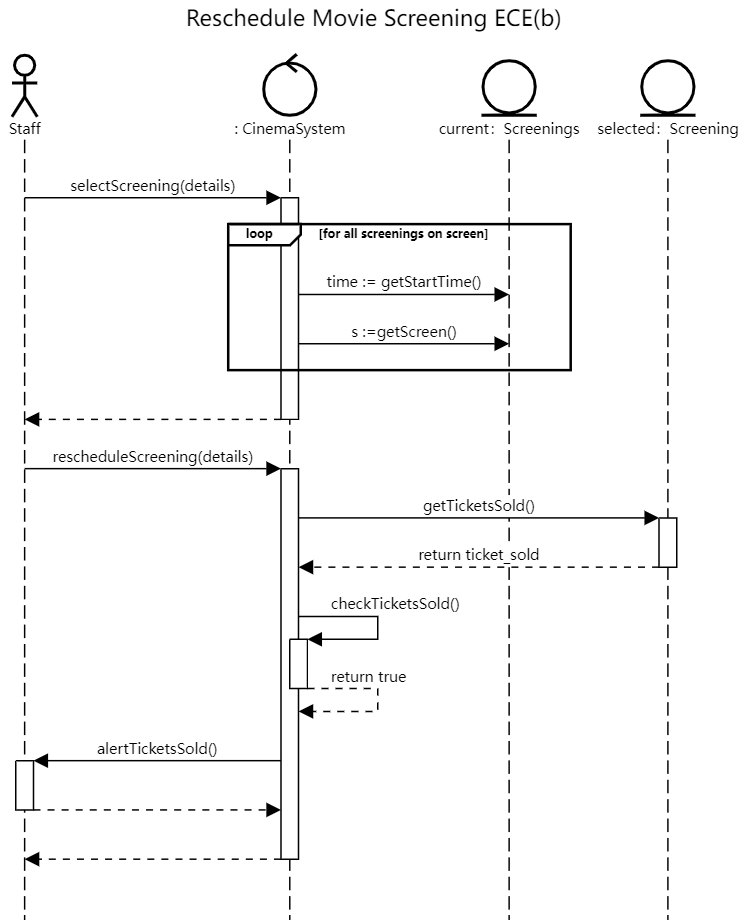 Reschedule Movie Screening ECE(b)
Staff
: CinemaSystem
current: Screenings
selected: Screening
selectScreening(details)
loop
[for all screenings on screen]
time := getStartTime()
s :=getScreen()
rescheduleScreening(details)
getTicketsSold()
return ticket_sold
checkTicketsSold()
return true
alertTicketsSold()